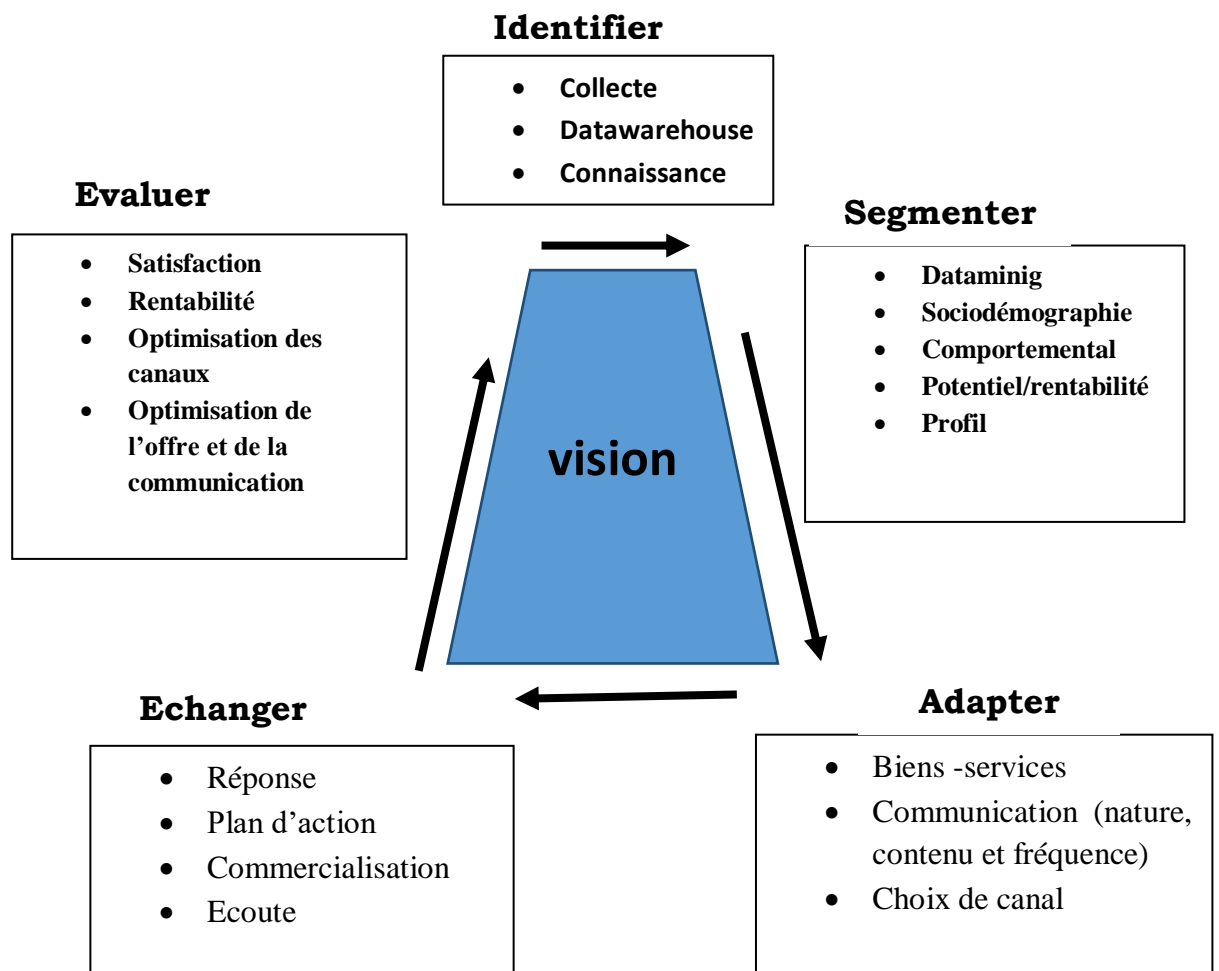 Identifier
• Collecte
• Datawarehouse
• Connaissance
Evaluer
• Satisfaction
• Rentabilité
• Optimisation des
canaux
• Optimisation de
l’offre et de la
communication
Segmenter
• Dataminig
• Sociodémographie
• Comportemental
• Potentiel/rentabilité
• Profil
vision
Echanger
• Réponse
• Plan d’action
• Commercialisation
• Ecoute
Adapter
• Biens -services
• Communication (nature,
contenu et fréquence)
• Choix de canal